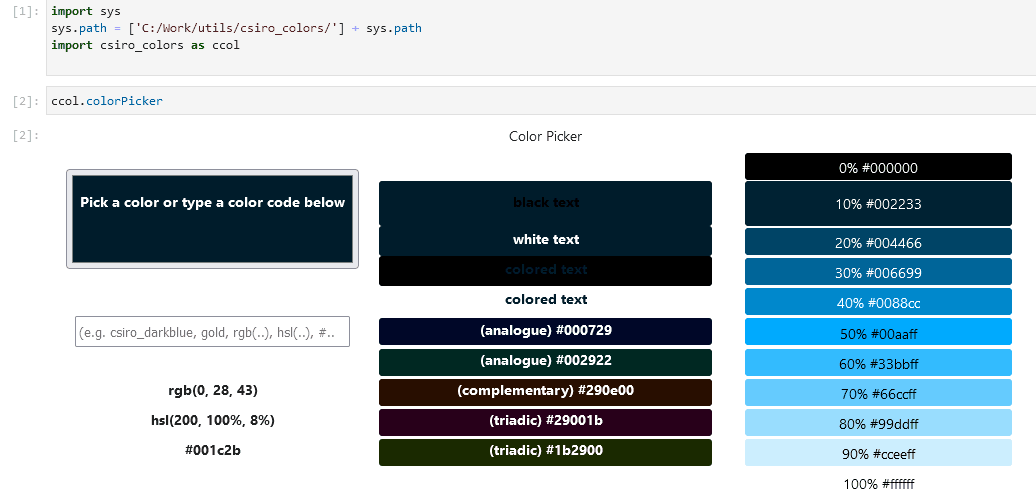 [1]: import sys
sys.path = ['C:/Work/utils/csiro_colors/'] + sys.path
import csiro_colors as ccol
[2]: ccol.colorPicker
[2]:
Color Picker
Pick a color or type a color code below
(e.g. csiro_darkblue, gold, rgb(..), hsl(..), #..
rgb(0, 28, 43)
hsl(200, 100%, 8%)
#001c2b
black text
white text
colored text
colored text
(analogue) #000729
(analogue) #002922
(complementary) #290e00
(triadic) #29001b
(triadic) #1b2900
0% #000000
10% #002233
20% #004466
30% #006699
40% #0088cc
50% #00aaff
60% #33bbff
70% #66ccff
80% #99ddff
90% #cceeff
100% #ffffff